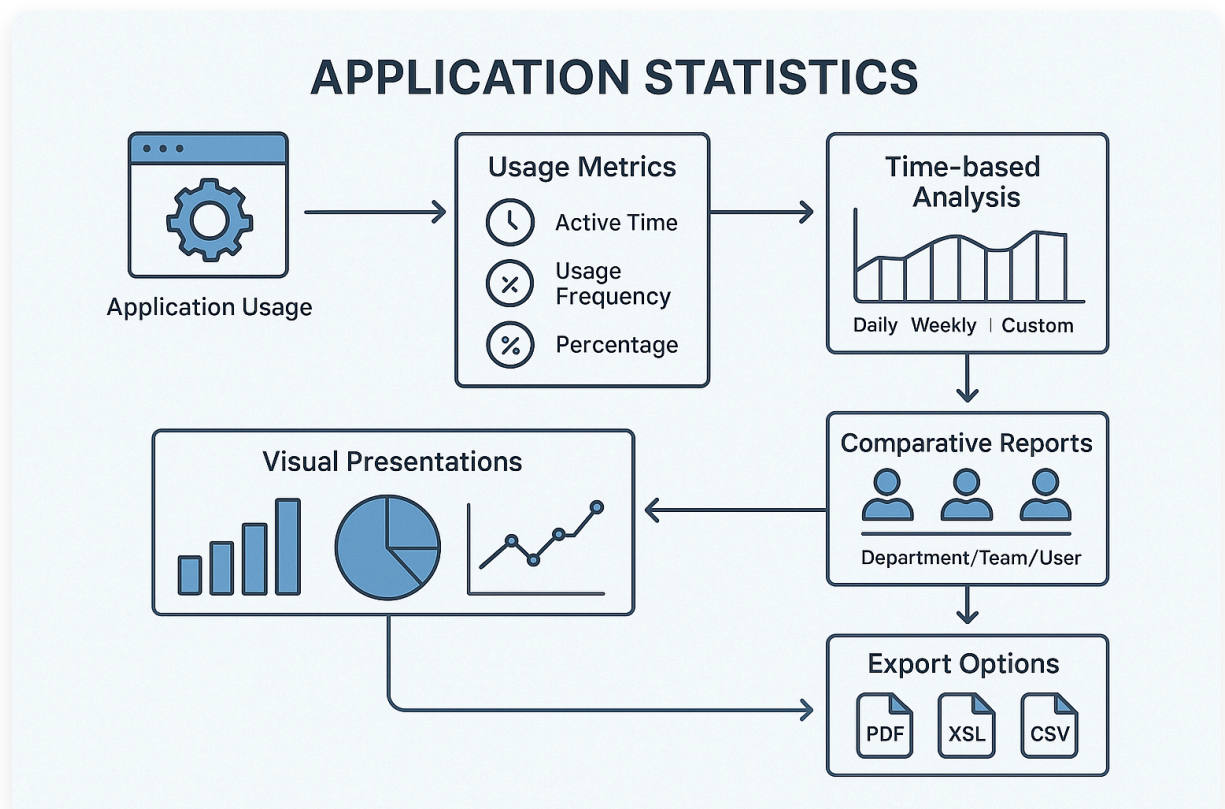 APPLICATION STATISTICS
Application Usage
Usage Metrics
Active Time
Usage
Frequency
Percentage
Time-based
Analysis
Daily Weekly | Custom
Comparative Reports
Department/Team/User
Visual Presentations
Export Options
PDF XSL CSV